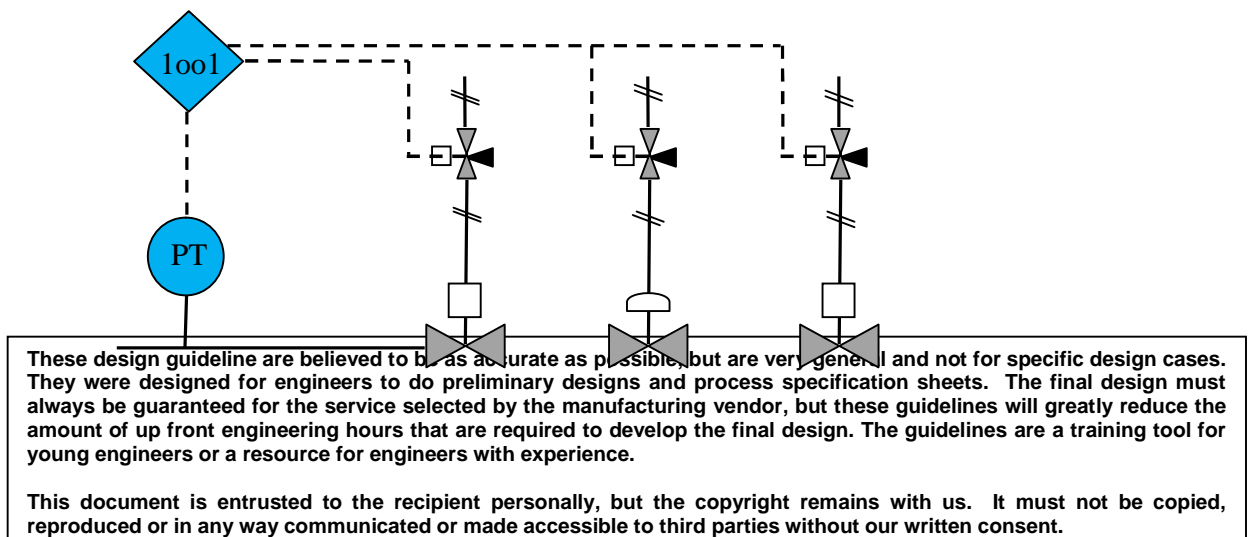 1oo1
PT
These design guideline are believed to be as accurate as possible, but are very general and not for specific design cases.
They were designed for engineers to do preliminary designs and process specification sheets. The final design must
always be guaranteed for the service selected by the manufacturing vendor, but these guidelines will greatly reduce the
amount of up front engineering hours that are required to develop the final design. The guidelines are a training tool for
young engineers or a resource for engineers with experience.
This document is entrusted to the recipient personally, but the copyright remains with us. It must not be copied,
reproduced or in any way communicated or made accessible to third parties without our written consent.